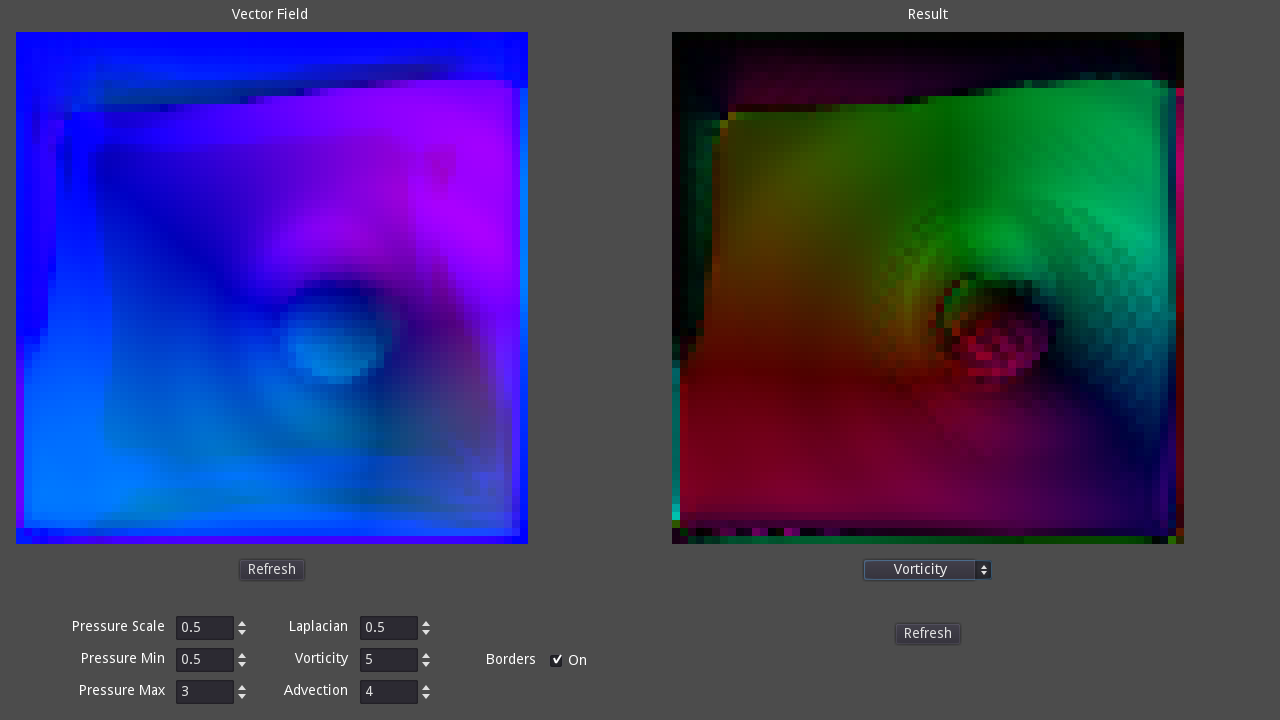 Vector Field
Result
Refresh
Vorticity
Pressure Scale 0.5 Laplacian 0.5
Refresh
Pressure Min 0.5 Vorticity 5 Borders On
Pressure Max 3 Advection 4